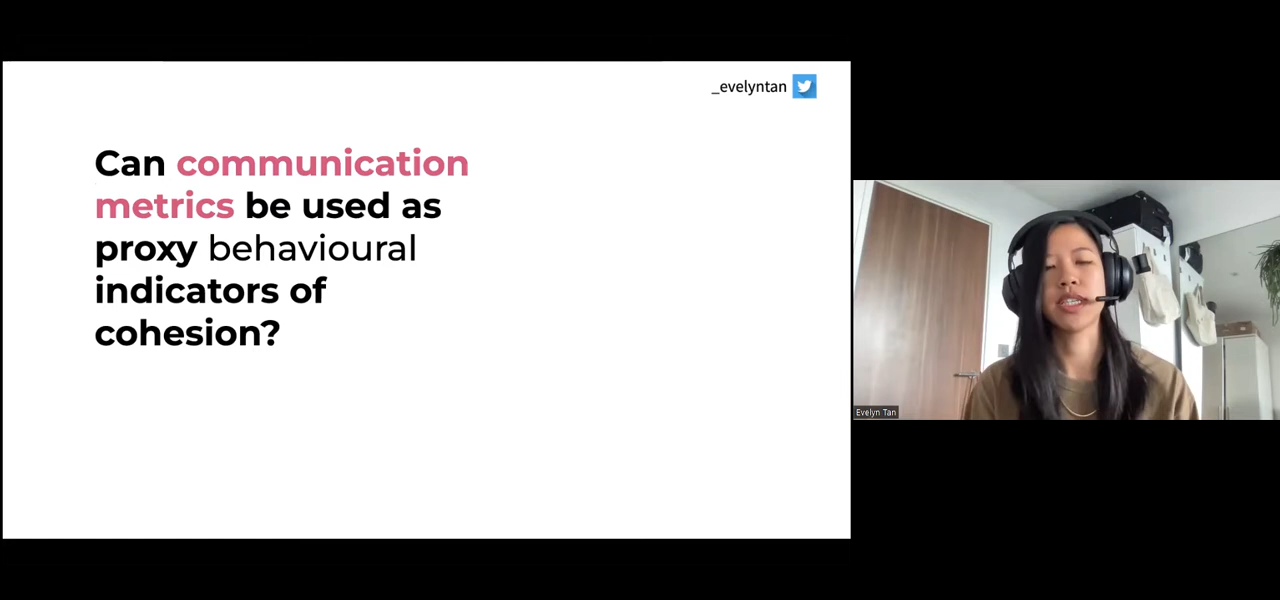 _evelyntan
Can communication
metrics be used as
proxy behavioural
indicators of
cohesion?
Evelyn Tan